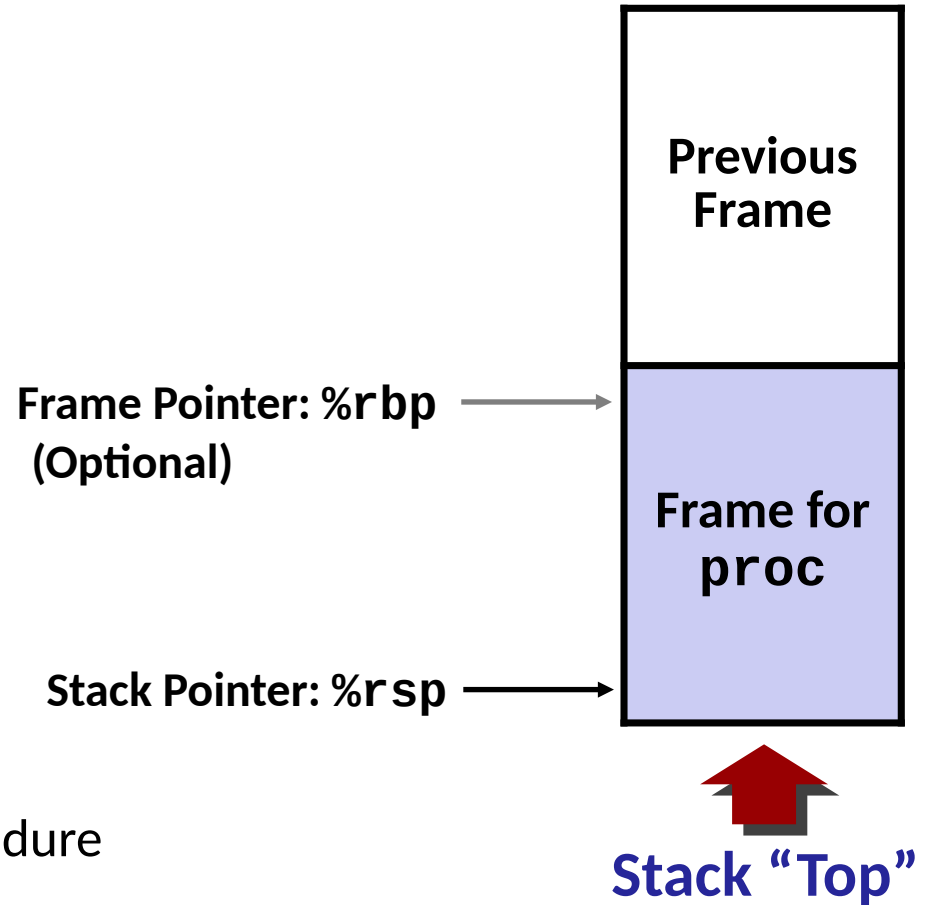 Previous
Frame
Frame Pointer: %rbp
(Optional)
Frame for
proc
Stack Pointer: %rsp
dure
Stack “Top”